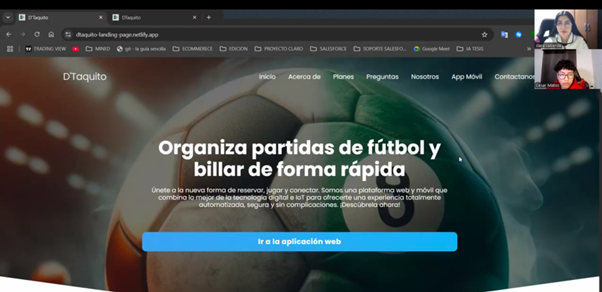 D'Taquito
DTaquito
dtaquito-landing-page.netlify.app
TRADING VIEW
MINED
git - la guía sencilla
ECOMMERCE
EDICION
PROYECTO CLARO
SALESFORCE
SOPORTE SALESFO...
Google Meet
IA TESIS
D'Taquito
Inicio
Acerca de
Planes
Preguntas
Nosotros
App Móvil
Contactanos
Organiza partidas de fútbol y
billar de forma rápida
Únete a la nueva forma de reservar, jugar y conectar. Somos una plataforma web y móvil que
combina lo mejor de la tecnología digital e IoT para ofrecerte una experiencia totalmente
automatizada, segura y sin complicaciones. ¡Descúbrela ahora!
8
Ir a la aplicación web